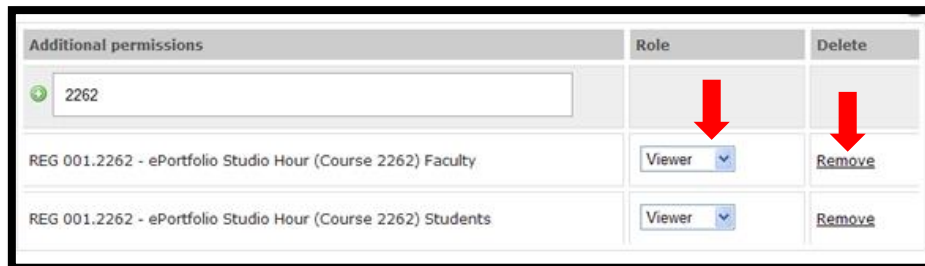 Additional permissions Role Delete
2262
REG 001.2262 - ePortfolio Studio Hour (Course 2262) Faculty Viewer Remove
REG 001.2262 - ePortfolio Studio Hour (Course 2262) Students Viewer Remove